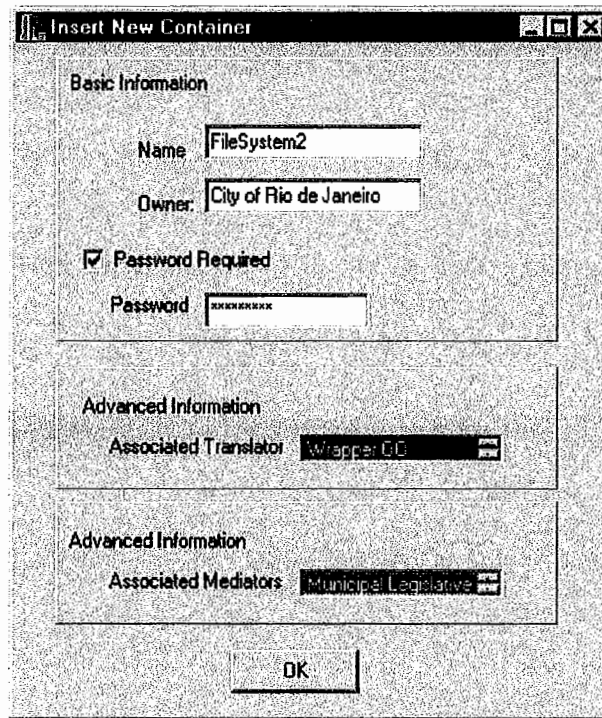 Insert New Container
Basic Information
Name FileSystem2
Owner: City of Rio de Janeiro
Password Required
Password xxxxxxxxx
Advanced Information
Associated Translator Wrapper
Advanced Information
Associated Mediators Municipal Legislative
OK